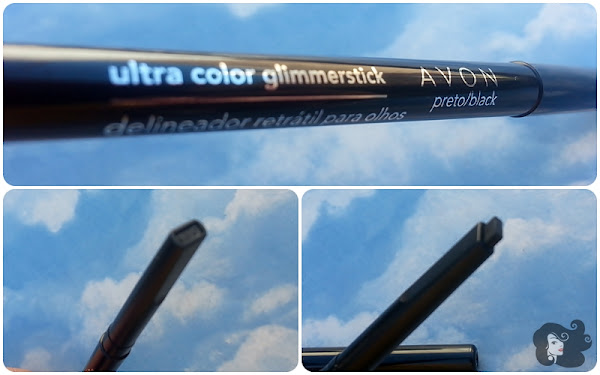 ultra color glimmerstick
delineador retrátil para olhos
AVON
preto/black